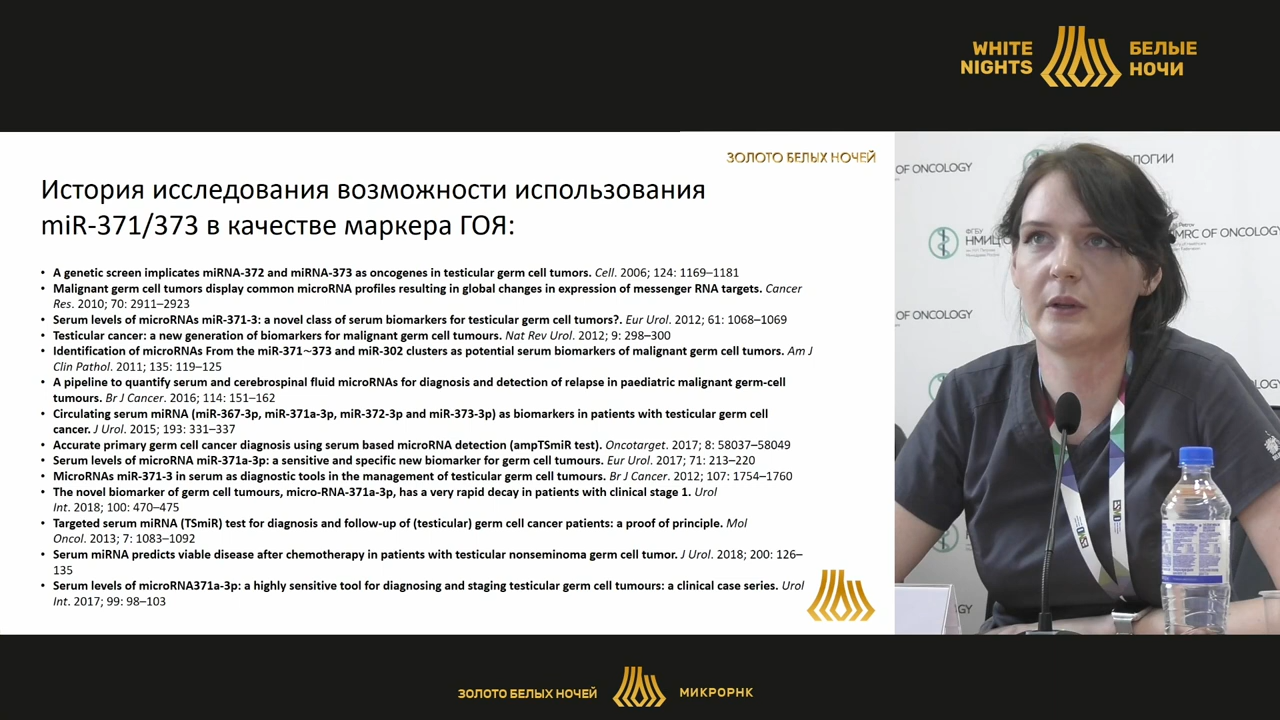 WHITE
NIGHTS
БЕЛЫЕ
НОЧИ
ЗОЛОТО БЕЛЫХ НОЧЕЙ
История исследования возможности использования
miR-371/373 в качестве маркера ГОЯ:
• A genetic screen implicates miRNA-372 and miRNA-373 as oncogenes in testicular germ cell tumors. Cell. 2006; 124: 1169–1181
• Malignant germ cell tumors display common microRNA profiles resulting in global changes in expression of messenger RNA targets. Cancer
Res. 2010; 70: 2911–2923
• Serum levels of microRNAs miR-371-3: a novel class of serum biomarkers for testicular germ cell tumors?. Eur Urol. 2012; 61: 1068–1069
• Testicular cancer: a new generation of biomarkers for malignant germ cell tumours. Nat Rev Urol. 2012; 9: 298–300
• Identification of microRNAs From the miR-371~373 and miR-302 clusters as potential serum biomarkers of malignant germ cell tumors. Am J
Clin Pathol. 2011; 135: 119–125
• A pipeline to quantify serum and cerebrospinal fluid microRNAs for diagnosis and detection of relapse in paediatric malignant germ-cell
tumours. Br J Cancer. 2016; 114: 151–162
• Circulating serum miRNA (miR-367-3p, miR-371a-3p, miR-372-3p and miR-373-3p) as biomarkers in patients with testicular germ cell
cancer. J Urol. 2015; 193: 331–337
• Accurate primary germ cell cancer diagnosis using serum based microRNA detection (ampTSmiR test). Oncotarget. 2017; 8: 58037–58049
• Serum levels of microRNA miR-371a-3p: a sensitive and specific new biomarker for germ cell tumours. Eur Urol. 2017; 71: 213–220
• MicroRNAs miR-371-3 in serum as diagnostic tools in the management of testicular germ cell tumours. Br J Cancer. 2012; 107: 1754–1760
• The novel biomarker of germ cell tumours, micro-RNA-371a-3p, has a very rapid decay in patients with clinical stage 1. Urol
Int. 2018; 100: 470–475
• Targeted serum miRNA (TSmiR) test for diagnosis and follow-up of (testicular) germ cell cancer patients: a proof of principle. Mol
Oncol. 2013; 7: 1083–1092
• Serum miRNA predicts viable disease after chemotherapy in patients with testicular nonseminoma germ cell tumor. J Urol. 2018; 200: 126–
135
• Serum levels of microRNA371a-3p: a highly sensitive tool for diagnosing and staging testicular germ cell tumours: a clinical case series. Urol
Int. 2017; 99: 98–103
OF ONCOLOGY
ОЛОГИИ
ФГБУ
НМИЦ
MRC OF ONCOLOGY
OF ONCOLOGY
OGY
ЗОЛОТО БЕЛЫХ НОЧЕЙ
МИКРОРНК